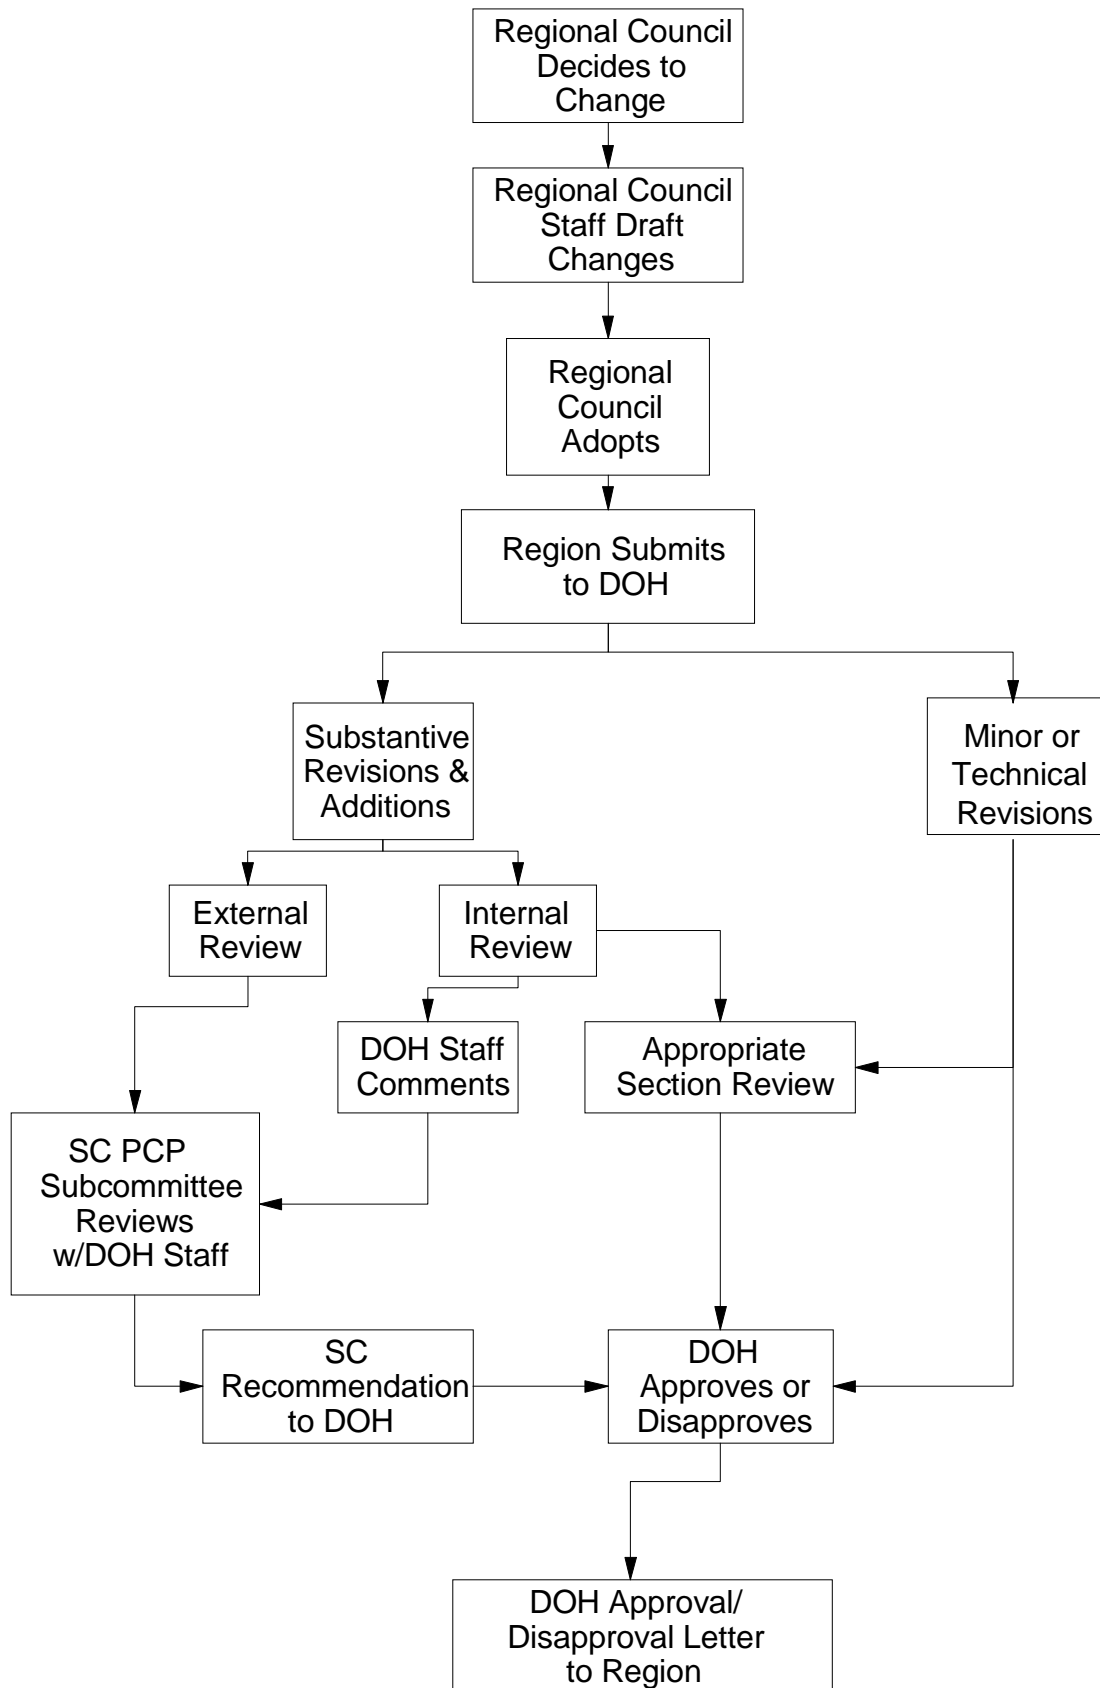 Regional Council
Decides to
Change
Regional Council
Staff Draft
Changes
Regional
Council
Adopts
Region Submits
to DOH
Substantive
Revisions &
Additions
Minor or
Technical
Revisions
External
Review
Internal
Review
DOH Staff
Comments
Appropriate
Section Review
SC PCP
Subcommittee
Reviews
w/DOH Staff
SC
Recommendation
to DOH
DOH
Approves or
Disapproves
DOH Approval/
Disapproval Letter
to Region